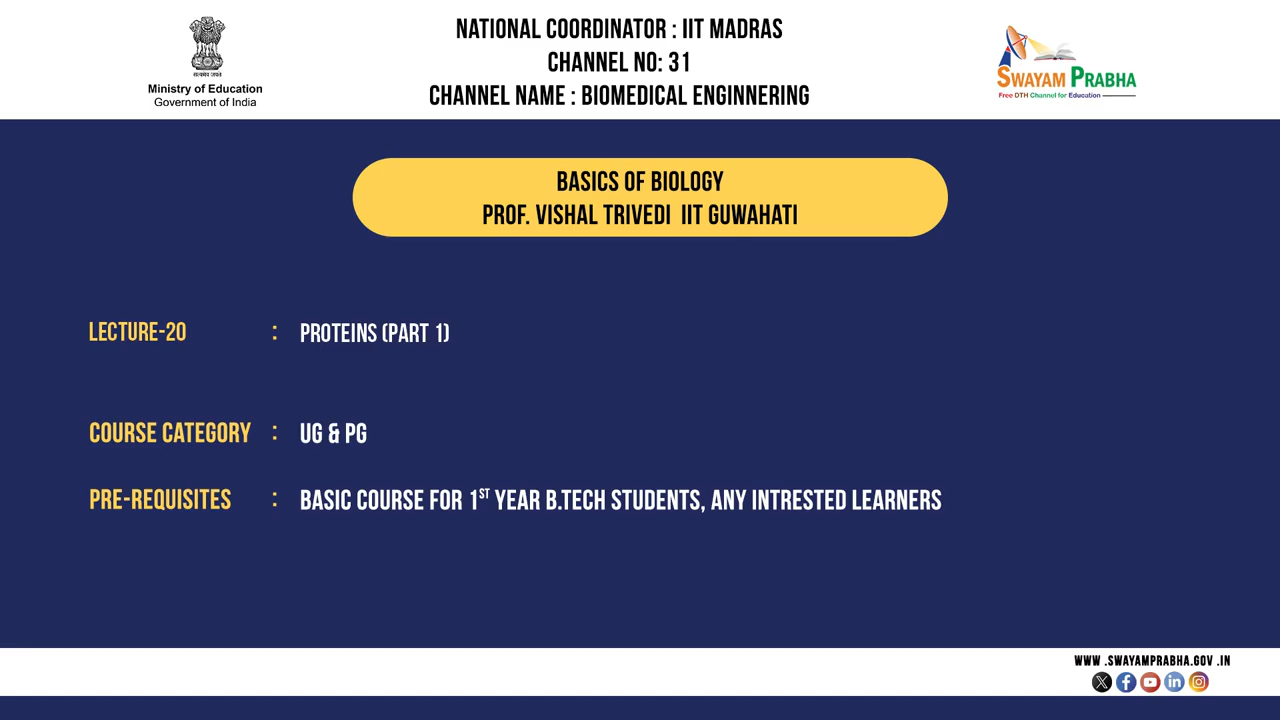 NATIONAL COORDINATOR : IIT MADRAS
CHANNEL NO: 31
CHANNEL NAME : BIOMEDICAL ENGINNERING
सत्यमेव जयते
Ministry of Education
Government of India
SWAYAM PRABHA
Free DTH Channel for Education
BASICS OF BIOLOGY
PROF. VISHAL TRIVEDI IIT GUWAHATI
LECTURE-20 : PROTEINS (PART 1)
COURSE CATEGORY : UG & PG
PRE-REQUISITES : BASIC COURSE FOR 1ST YEAR B.TECH STUDENTS, ANY INTRESTED LEARNERS
WWW .SWAYAMPRABHA.GOV .IN